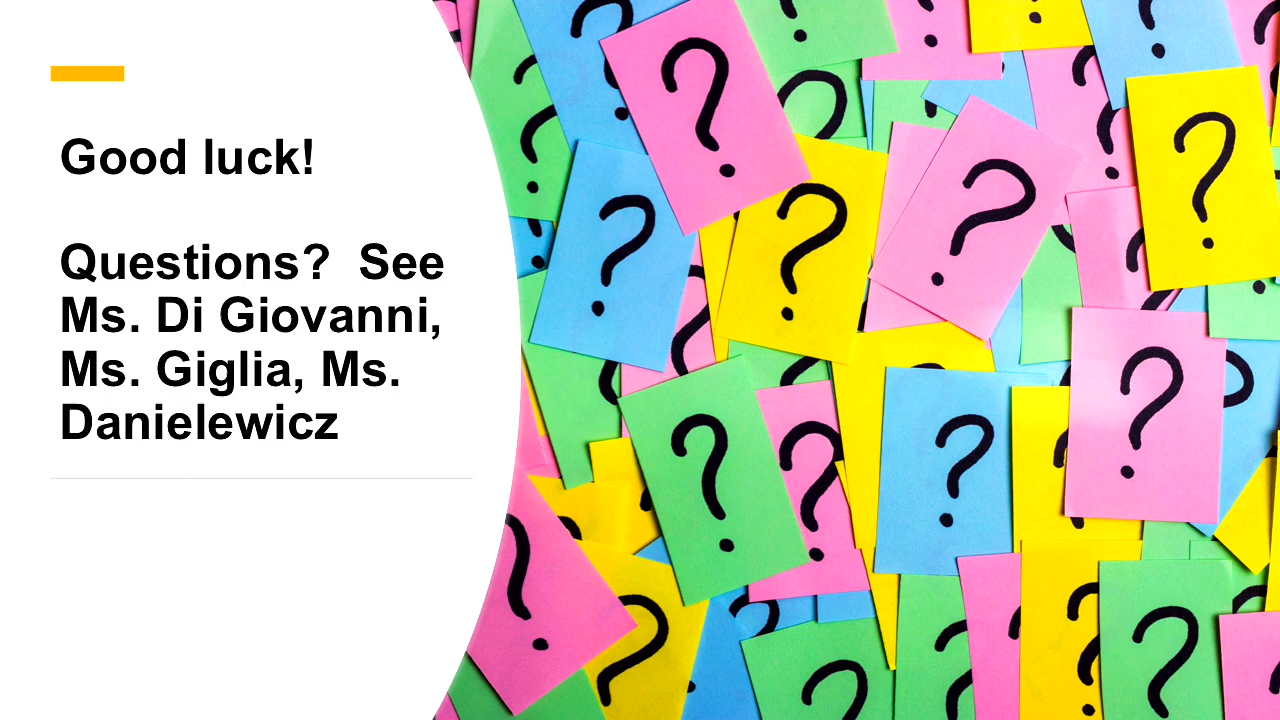 Good luck!
Questions?  See
Ms. Di Giovanni,
Ms. Giglia, Ms.
Danielewicz